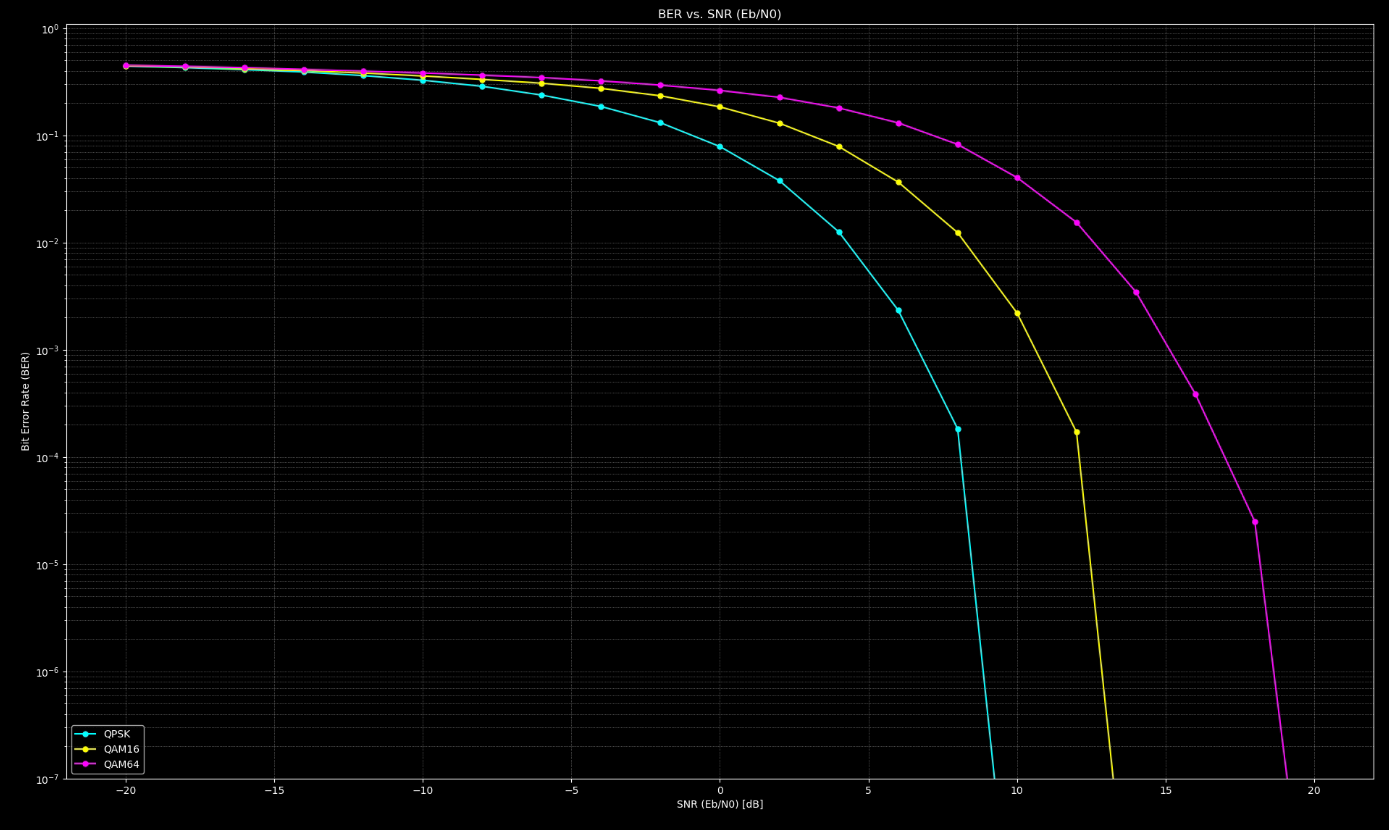 BER vs. SNR (Eb/N0)
10⁰
10⁻¹
10⁻²
10⁻³
10⁻⁴
10⁻⁵
10⁻⁶
10⁻⁷
Bit Error Rate (BER)
QPSK
QAM16
QAM64
−20 −15 −10 −5 0 5 10 15 20
SNR (Eb/N0) [dB]